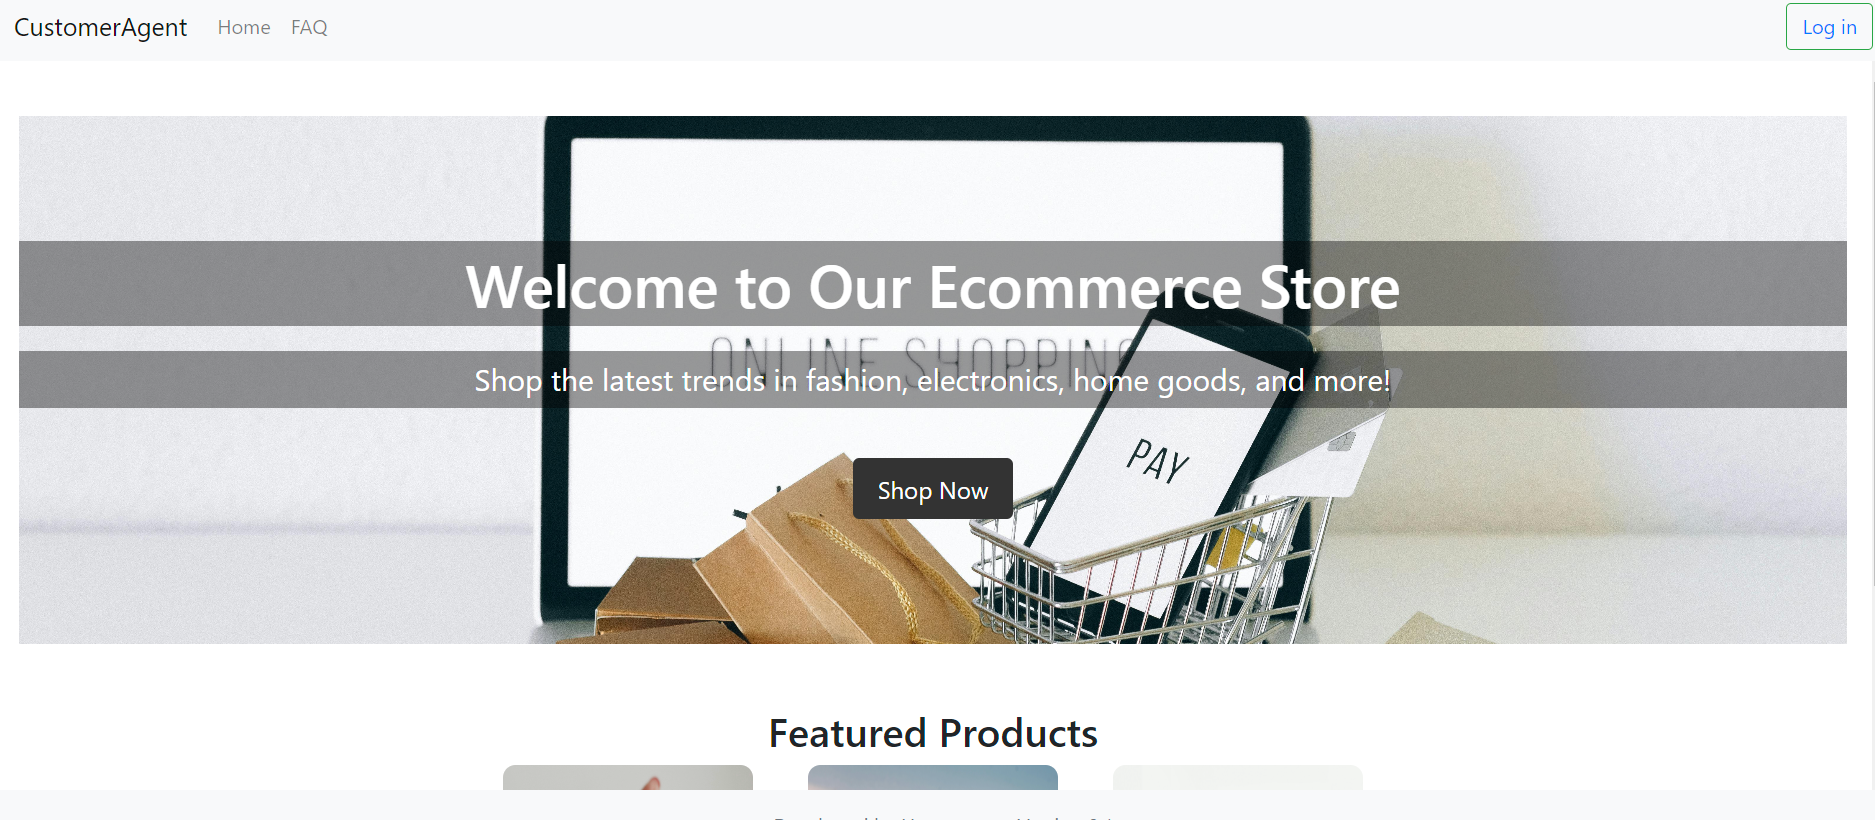 CustomerAgent Home FAQ Log in
Welcome to Our Ecommerce Store
ONLINE SHOPPING
Shop the latest trends in fashion, electronics, home goods, and more!
PAY
Shop Now
Featured Products